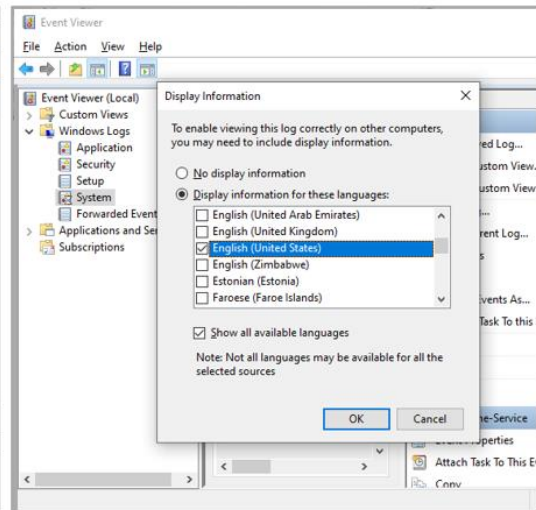 Event Viewer
File Action View Help
Event Viewer (Local)
Custom Views
Windows Logs
Application
Security
Setup
System
Forwarded Event
Applications and Se
Subscriptions
Display Information
To enable viewing this log correctly on other computers,
you may need to include display information.
No display information
Display information for these languages:
English (United Arab Emirates)
English (United Kingdom)
English (United States)
English (Zimbabwe)
Estonian (Estonia)
Faroese (Faroe Islands)
Show all available languages
Note: Not all languages may be available for all the
selected sources
OK Cancel
ed Log...
ustom View.
ustom View
rent Log...
s
vents As...
Task To this
e-Service
Attach Task To This E
Copy